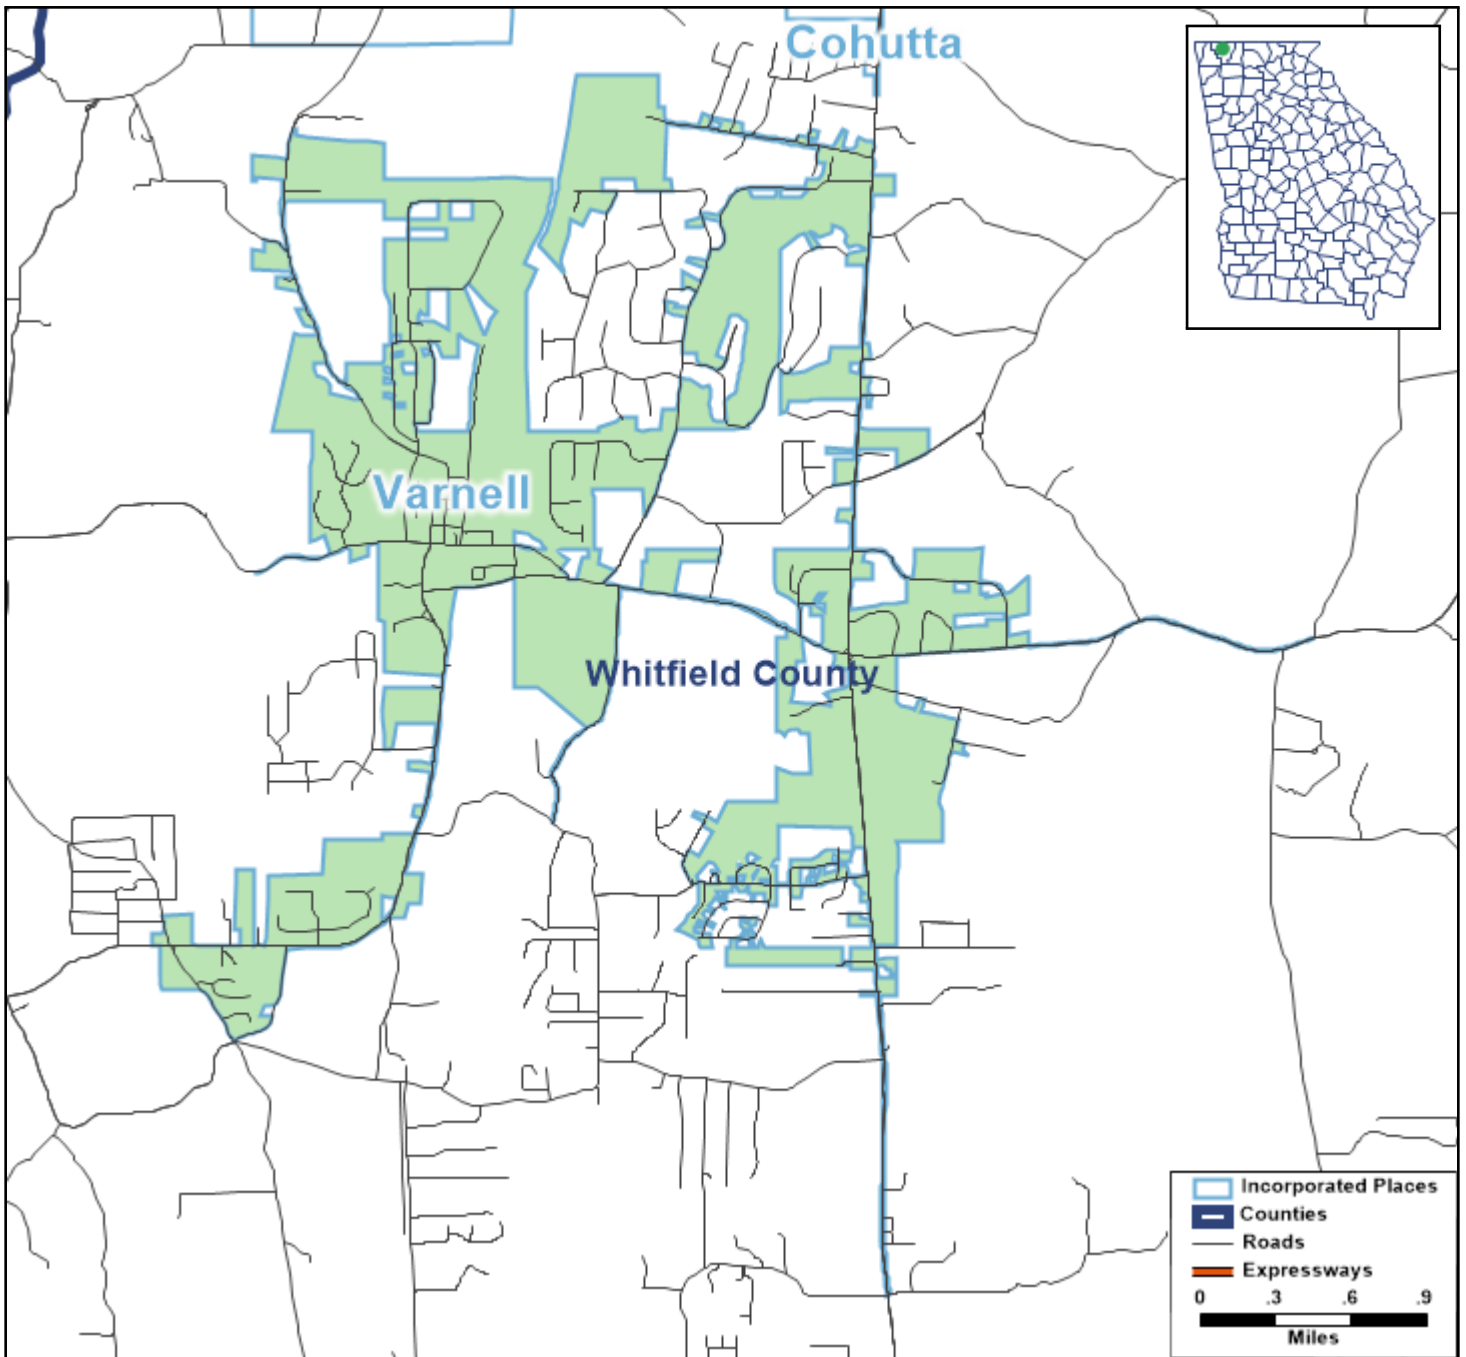 Cohutta
Varnell
Whitfield County
Incorporated Places
Counties
Roads
Expressways
0 .3 .6 .9
Miles